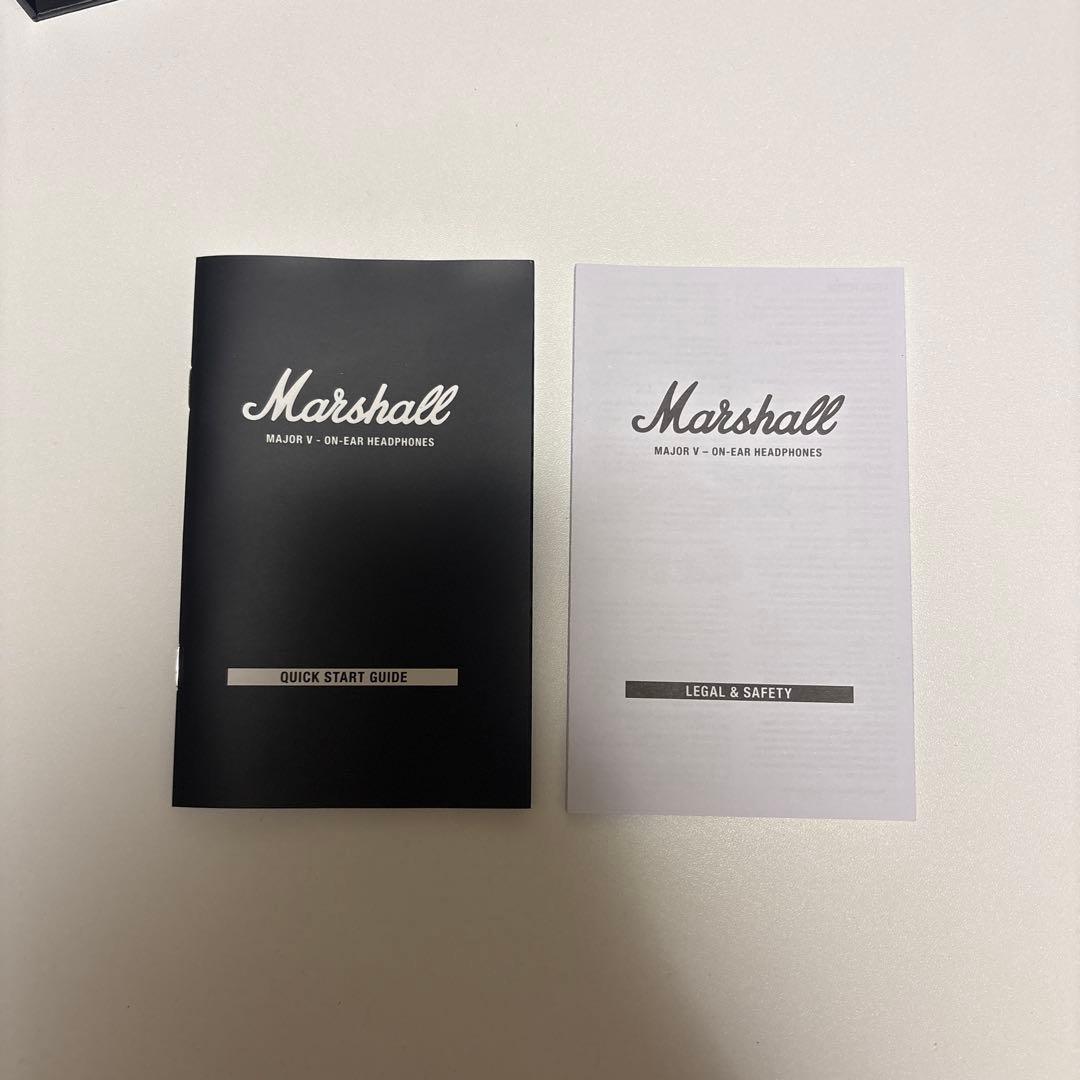 Marshall
MAJOR V - ON-EAR HEADPHONES
QUICK START GUIDE
Marshall
MAJOR V – ON-EAR HEADPHONES
LEGAL & SAFETY